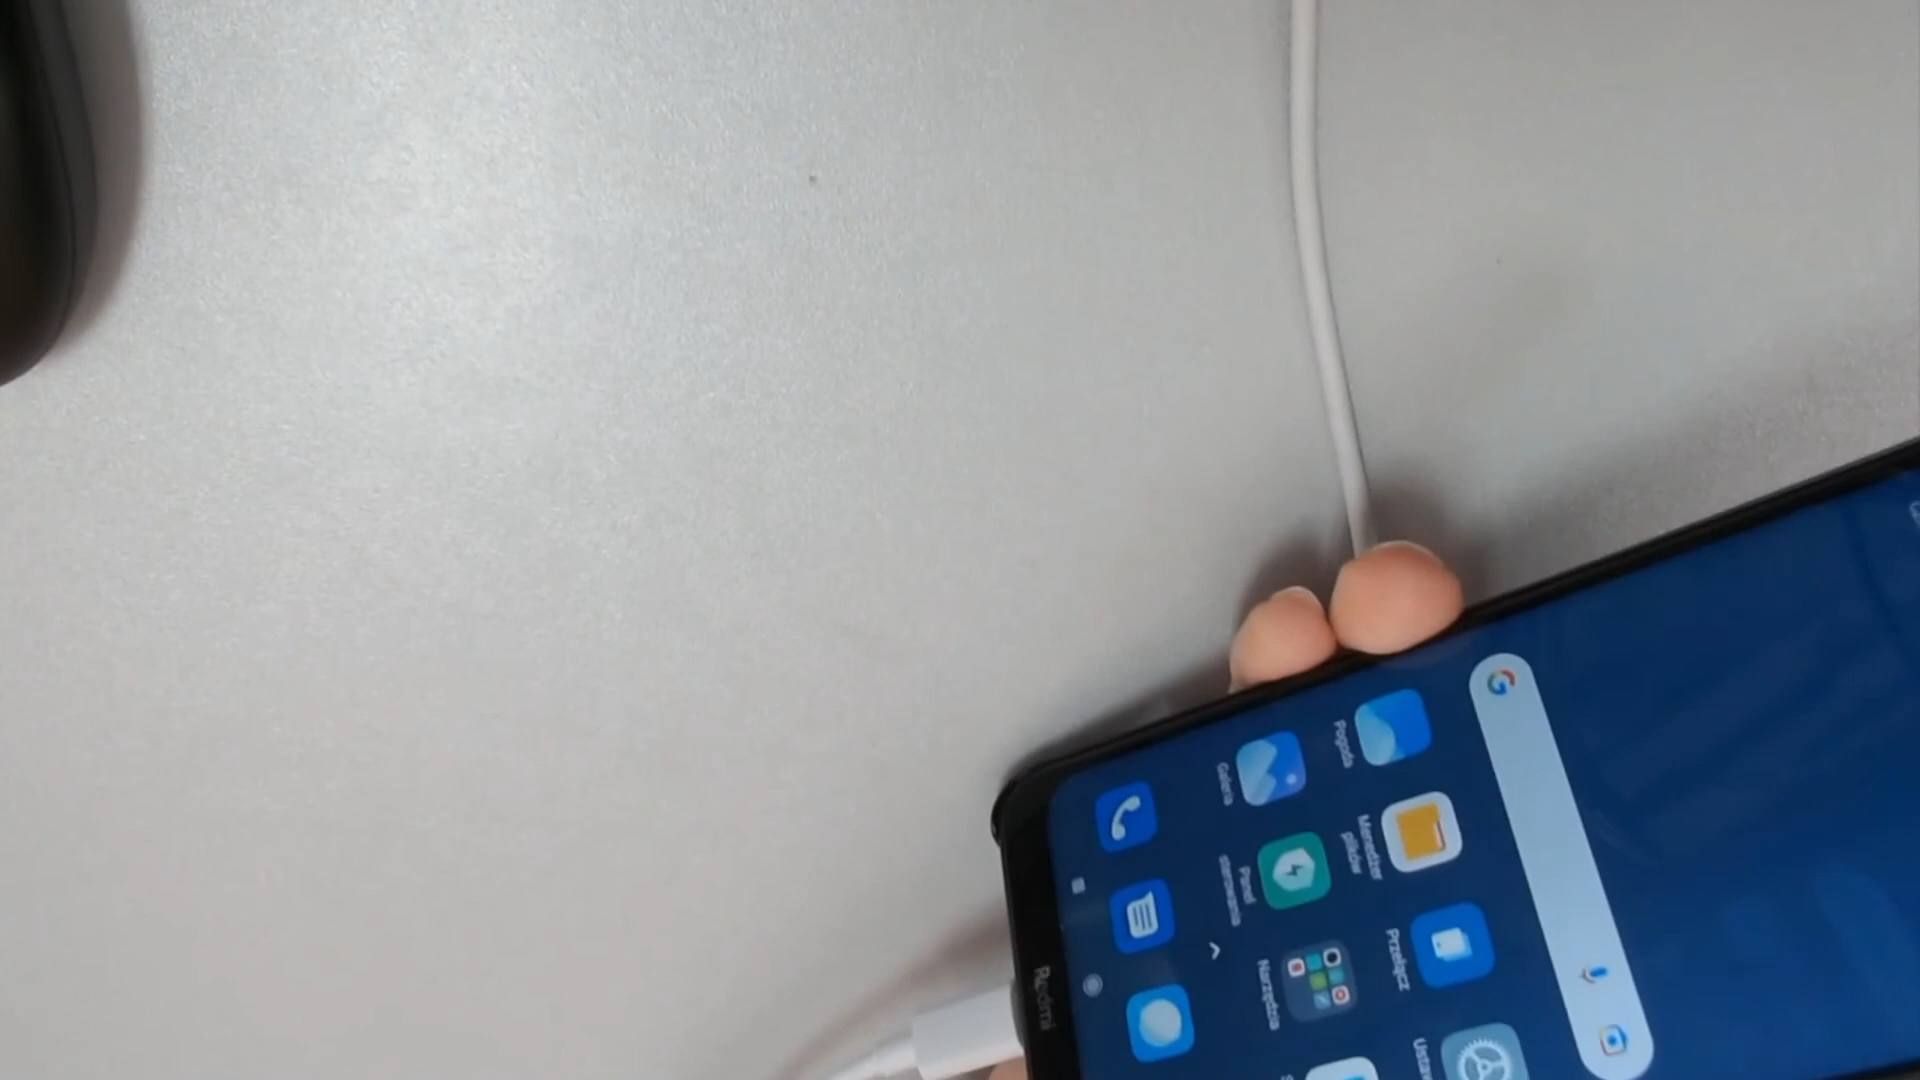 Pogoda
Menedżer
plików
Przełącz
Galeria
Panel
sterowania
Narzędzia
Redmi